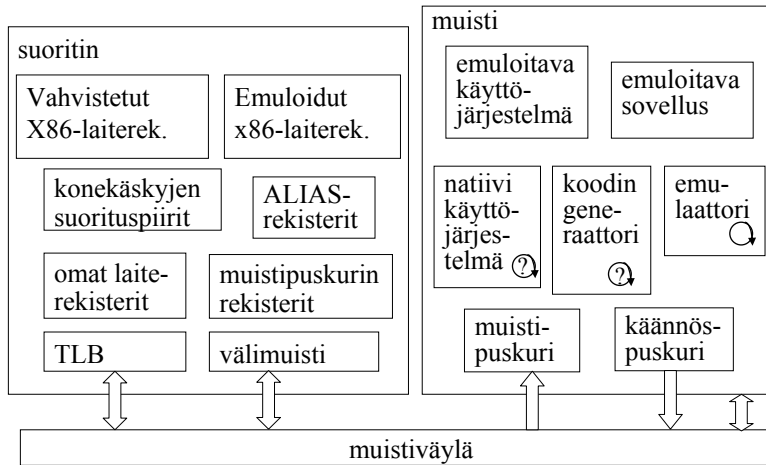 suoritin
Vahvistetut
X86-laiterek.
Emuloidut
x86-laiterek.
konekäskyjen
suorituspiirit
ALIAS-
rekisterit
omat laite-
rekisterit
muistipuskurin
rekisterit
TLB
välimuisti
muisti
emuloitava
käyttö-
järjestelmä
emuloitava
sovellus
natiivi
käyttö-
järjes-
telmä
?
koodin
gene-
raattori
?
emu-
laattori
muisti-
puskuri
käännös-
puskuri
muistiväylä